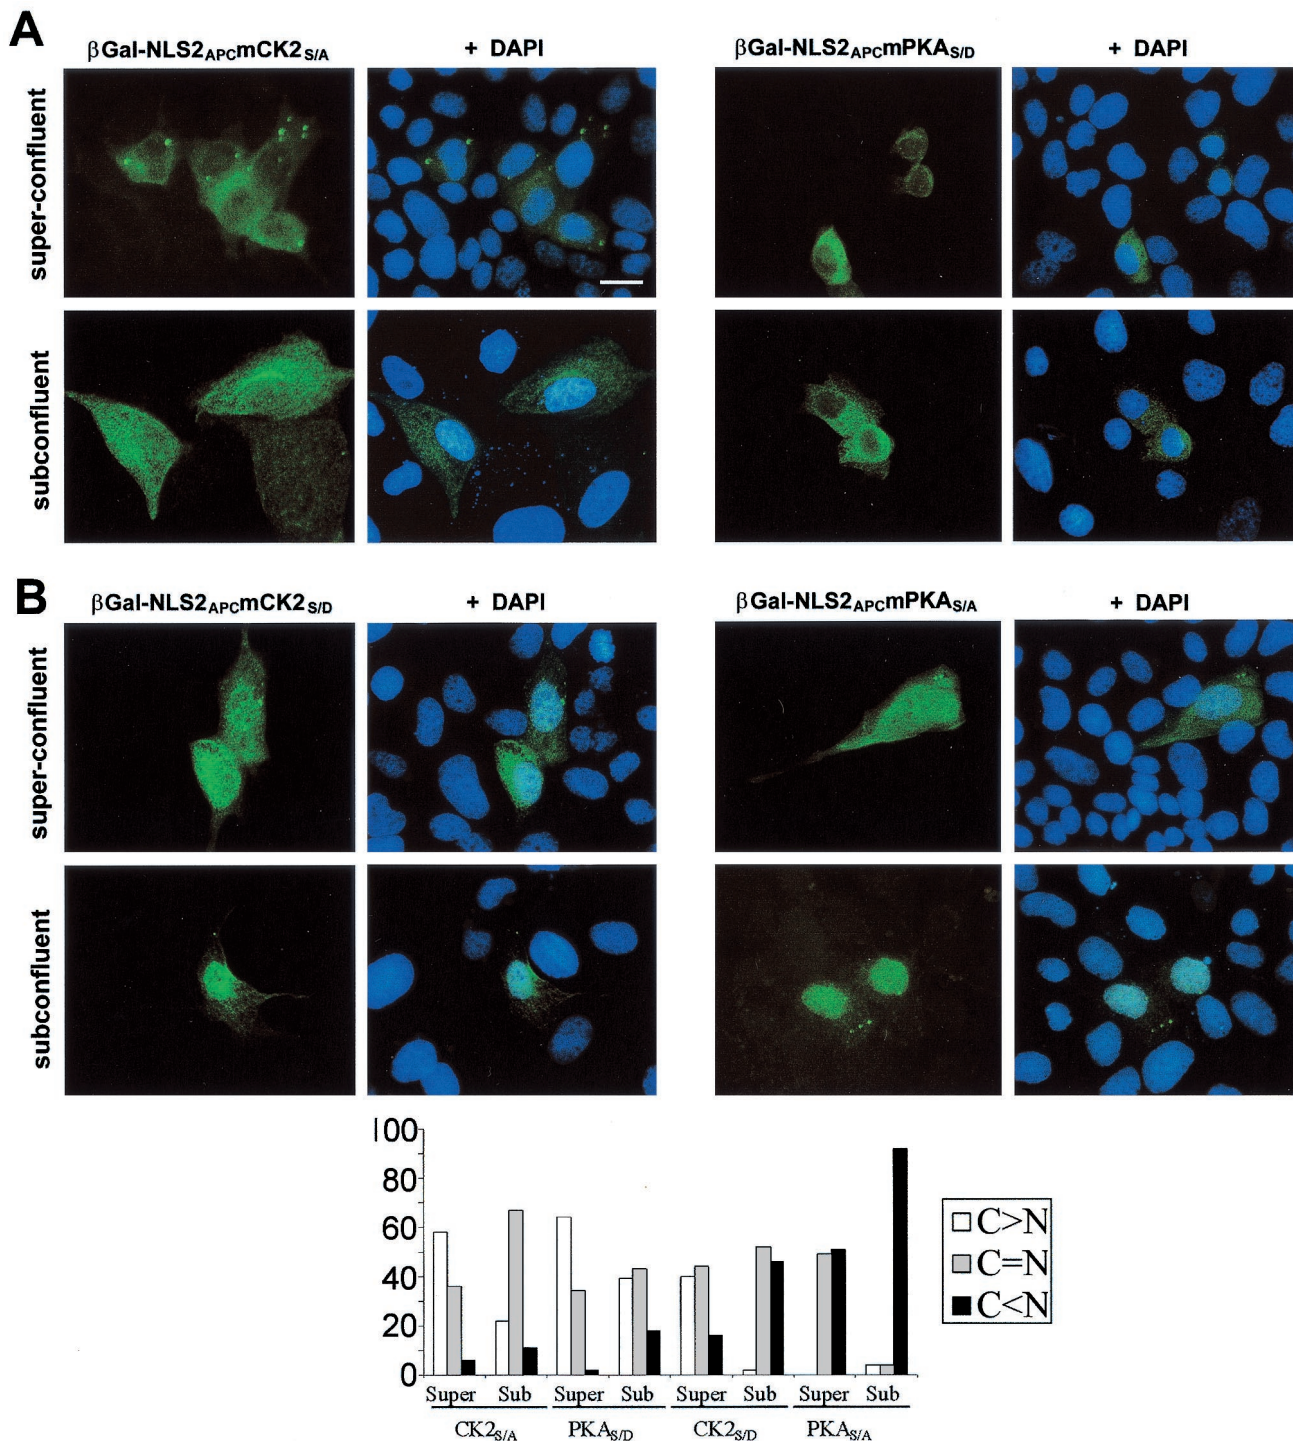 A
βGal-NLS2APCmCK2S/A
+ DAPI
βGal-NLS2APCmPKAS/D
+ DAPI
super-confluent
subconfluent
B
βGal-NLS2APCmCK2S/D
+ DAPI
βGal-NLS2APCmPKAS/A
+ DAPI
super-confluent
subconfluent
100
80
60
40
20
0
C>N
C=N
C<N
Super Sub Super Sub Super Sub Super Sub
CK2S/A PKAS/D CK2S/D PKAS/A